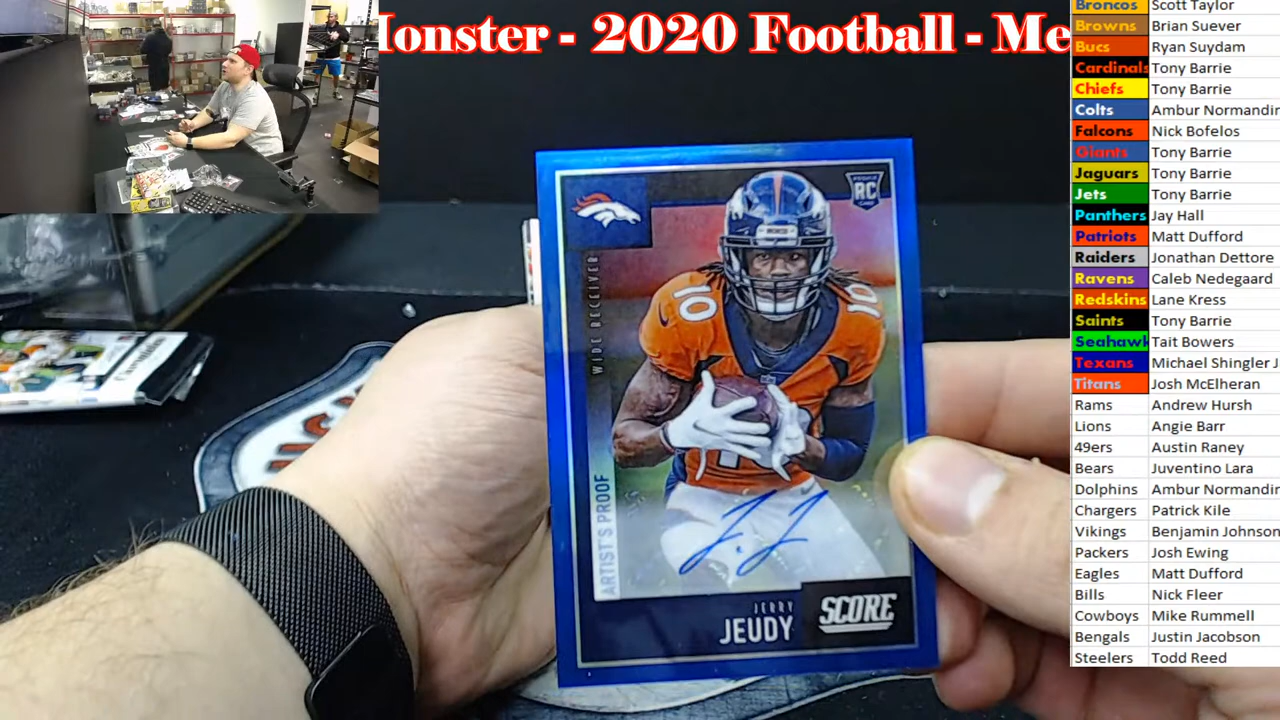 Monster - 2020 Football - Me
Broncos Scott Taylor
Browns Brian Suever
Bucs Ryan Suydam
Cardinals Tony Barrie
Chiefs Tony Barrie
Colts Ambur Normandin
Falcons Nick Bofelos
Giants Tony Barrie
Jaguars Tony Barrie
Jets Tony Barrie
Panthers Jay Hall
Patriots Matt Dufford
Raiders Jonathan Dettore
Ravens Caleb Nedegaard
Redskins Lane Kress
Saints Tony Barrie
Seahawk Tait Bowers
Texans Michael Shingler J
Titans Josh McElheran
Rams Andrew Hursh
Lions Angie Barr
49ers Austin Raney
Bears Juventino Lara
Dolphins Ambur Normandin
Chargers Patrick Kile
Vikings Benjamin Johnson
Packers Josh Ewing
Eagles Matt Dufford
Bills Nick Fleer
Cowboys Mike Rummell
Bengals Justin Jacobson
Steelers Todd Reed
RC
WIDE RECEIVER
10
10
ARTIST'S PROOF
J.J
JERRY
JEUDY
SCORE